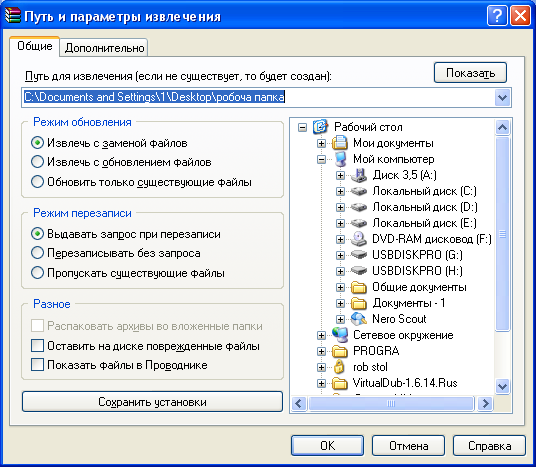 Путь и параметры извлечения
Общие
Дополнительно
Путь для извлечения (если не существует, то будет создан):
Показать
C:\Documents and Settings\1\Desktop\робоча папка
Режим обновления
Извлечь с заменой файлов
Извлечь с обновлением файлов
Обновить только существующие файлы
Режим перезаписи
Выдавать запрос при перезаписи
Перезаписывать без запроса
Пропускать существующие файлы
Разное
Распаковать архивы во вложенные папки
Оставить на диске поврежденные файлы
Показать файлы в Проводнике
Сохранить установки
Рабочий стол
Мои документы
Мой компьютер
Диск 3,5 (A:)
Локальный диск (C:)
Локальный диск (D:)
Локальный диск (E:)
DVD-RAM дисковод (F:)
USBDISKPRO (G:)
USBDISKPRO (H:)
Общие документы
Документы - 1
Nero Scout
Сетевое окружение
PROGRA
rob stol
VirtualDub-1.6.14.Rus
OK
Отмена
Справка